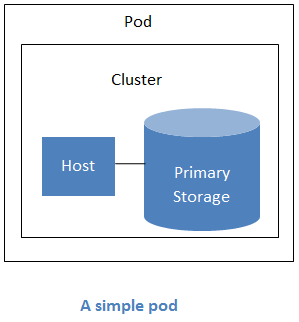 Pod
Cluster
Host
Primary
Storage
A simple pod